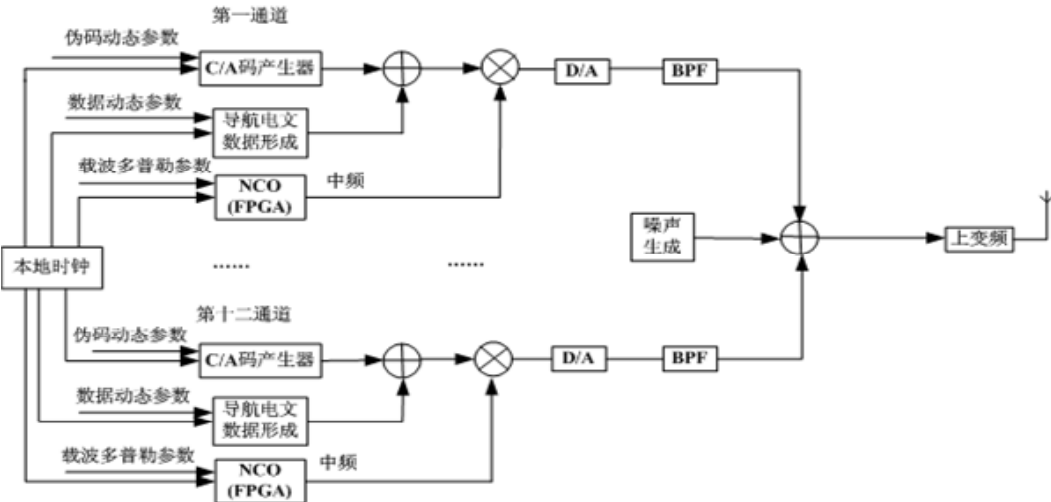 第一通道
伪码动态参数
C/A码产生器
D/A
BPF
数据动态参数
导航电文
数据形成
载波多普勒参数
NCO
(FPGA)
中频
噪声
生成
上变频
本地时钟
......
......
第十二通道
伪码动态参数
C/A码产生器
D/A
BPF
数据动态参数
导航电文
数据形成
载波多普勒参数
NCO
(FPGA)
中频